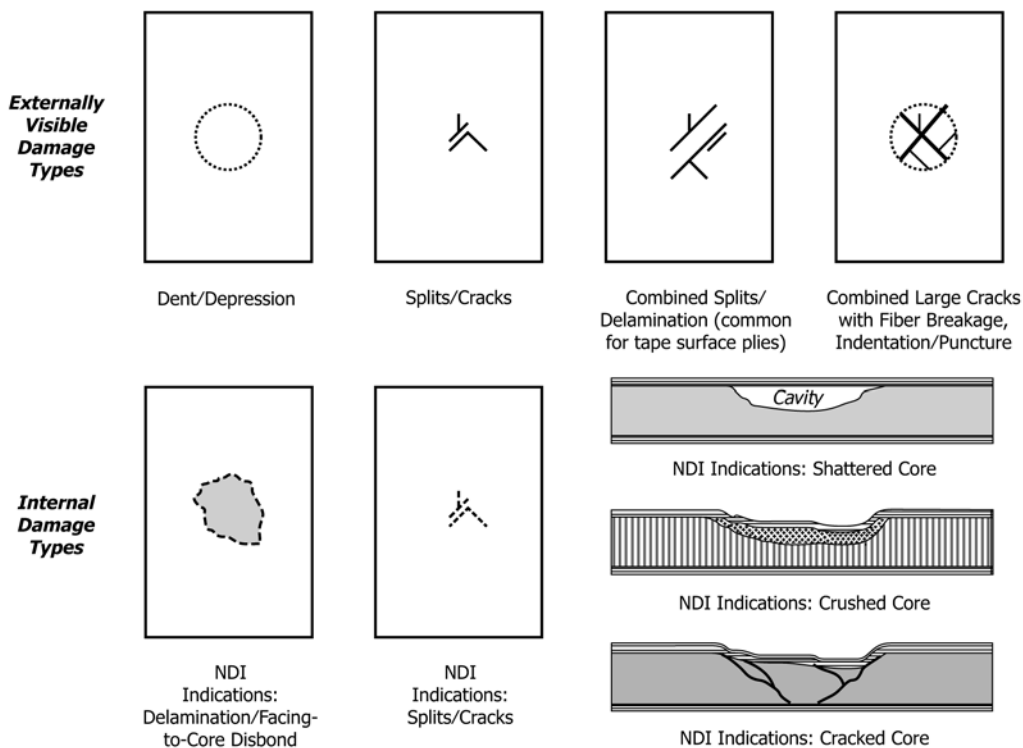 Externally
Visible
Damage
Types
Dent/Depression
Splits/Cracks
Combined Splits/
Delamination (common
for tape surface plies)
Combined Large Cracks
with Fiber Breakage,
Indentation/Puncture
Internal
Damage
Types
NDI
Indications:
Delamination/Facing-
to-Core Disbond
NDI
Indications:
Splits/Cracks
Cavity
NDI Indications: Shattered Core
NDI Indications: Crushed Core
NDI Indications: Cracked Core